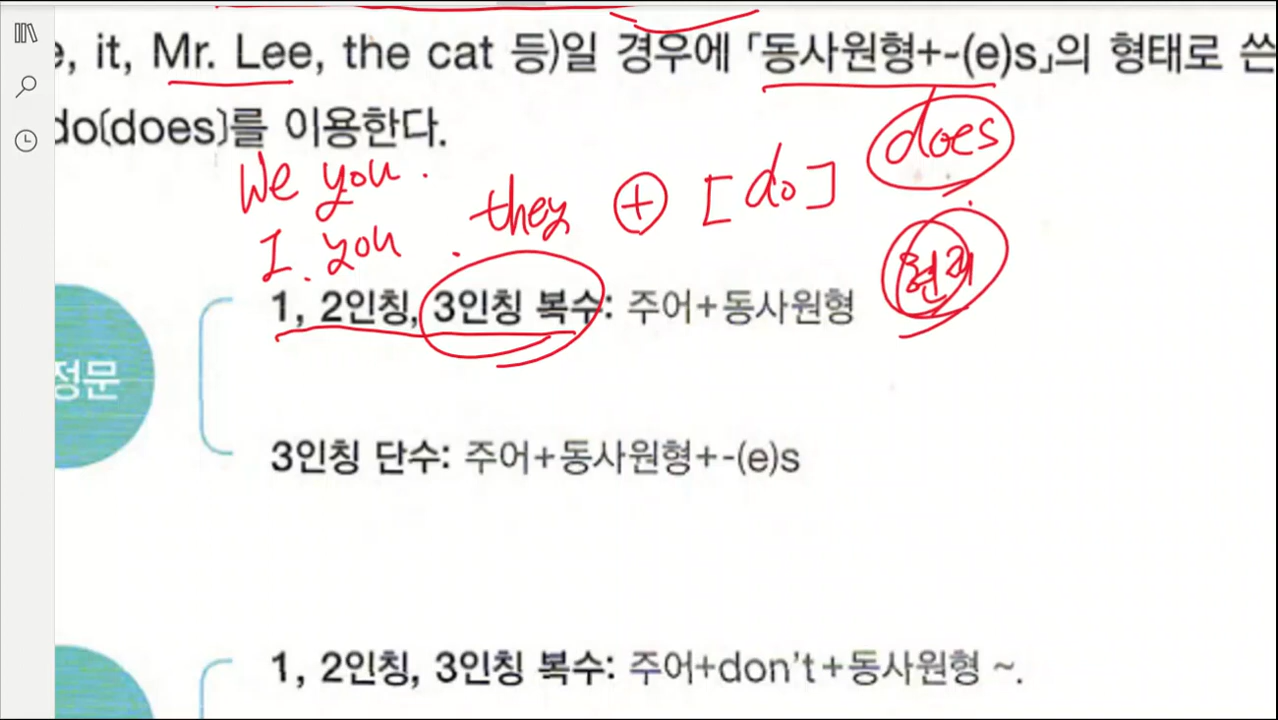 e, it, Mr. Lee, the cat 등)일 경우에 「동사원형+-(e)s」의 형태로 쓴
do(does)를 이용한다.
does
We you .
they + [do]
I. you .
1, 2인칭, 3인칭 복수: 주어+동사원형
정문
3인칭 단수: 주어+동사원형+-(e)s
1, 2인칭, 3인칭 복수: 주어+don't+동사원형 ~.